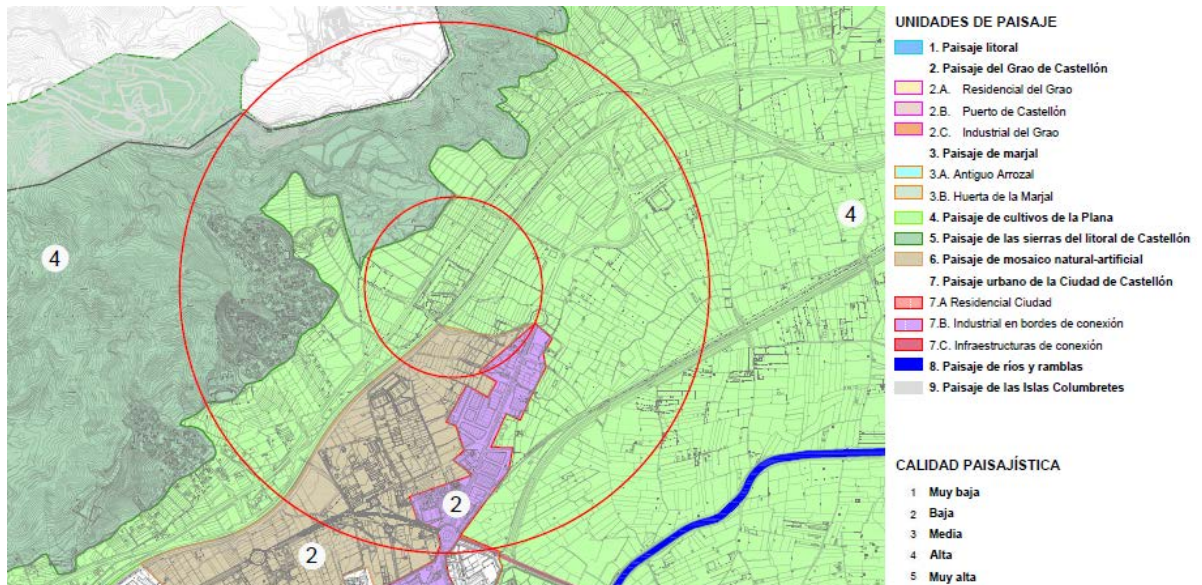 UNIDADES DE PAISAJE
1. Paisaje litoral
2. Paisaje del Grao de Castellón
2.A. Residencial del Grao
2.B. Puerto de Castellón
2.C. Industrial del Grao
3. Paisaje de marjal
3.A. Antiguo Arrozal
3.B. Huerta de la Marjal
4. Paisaje de cultivos de la Plana
5. Paisaje de las sierras del litoral de Castellón
6. Paisaje de mosaico natural-artificial
7. Paisaje urbano de la Ciudad de Castellón
7.A Residencial Ciudad
7.B. Industrial en bordes de conexión
7.C. Infraestructuras de conexión
8. Paisaje de ríos y ramblas
9. Paisaje de las Islas Columbretes
CALIDAD PAISAJÍSTICA
1 Muy baja
2 Baja
3 Media
4 Alta
5 Muy alta
4
4
2
2